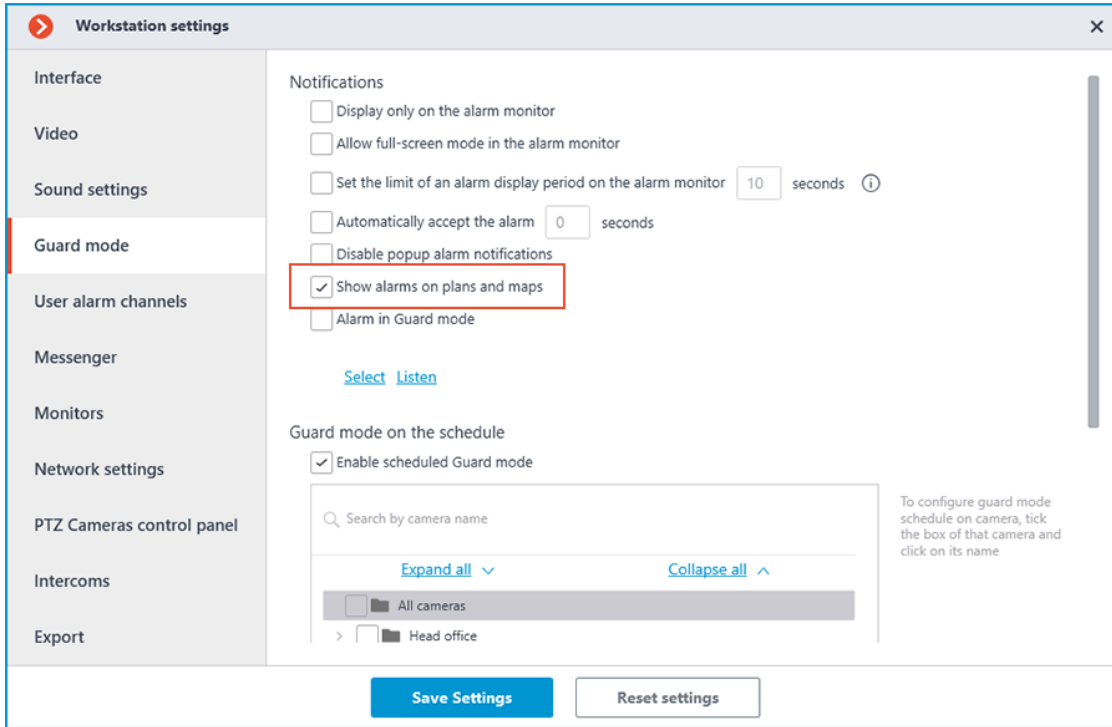 Workstation settings
Interface
Video
Sound settings
Guard mode
User alarm channels
Messenger
Monitors
Network settings
PTZ Cameras control panel
Intercoms
Export
Notifications
Display only on the alarm monitor
Allow full-screen mode in the alarm monitor
Set the limit of an alarm display period on the alarm monitor 10 seconds
Automatically accept the alarm 0 seconds
Disable popup alarm notifications
Show alarms on plans and maps
Alarm in Guard mode
Select Listen
Guard mode on the schedule
Enable scheduled Guard mode
Search by camera name
Expand all Collapse all
All cameras
Head office
To configure guard mode
schedule on camera, tick
the box of that camera and
click on its name
Save Settings Reset settings